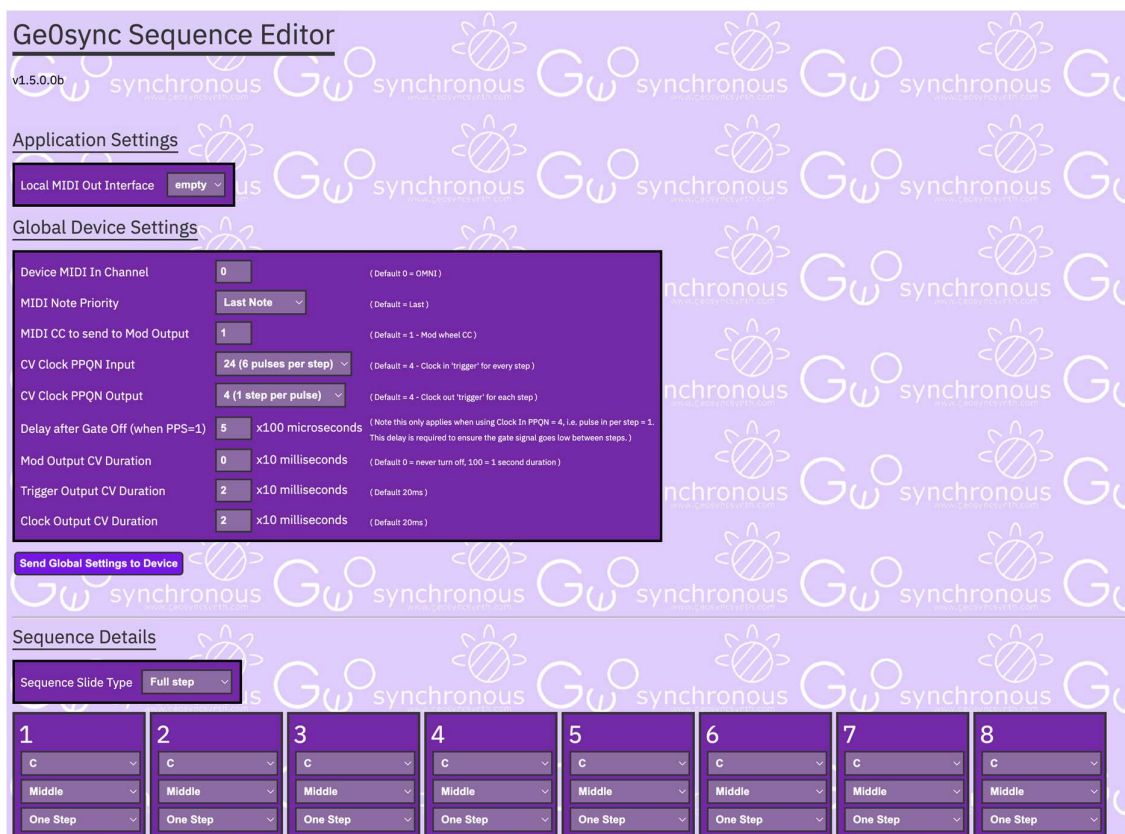 Ge0sync Sequence Editor
v1.5.0.0b
Application Settings
Local MIDI Out Interface empty
Global Device Settings
Device MIDI In Channel 0 ( Default 0 = OMNI )
MIDI Note Priority Last Note ( Default = Last )
MIDI CC to send to Mod Output 1 ( Default = 1 - Mod wheel CC )
CV Clock PPQN Input 24 (6 pulses per step) ( Default = 4 - Clock in 'trigger' for every step )
CV Clock PPQN Output 4 (1 step per pulse) ( Default = 4 - Clock out 'trigger' for each step )
Delay after Gate Off (when PPS=1) 5 x100 microseconds ( Note this only applies when using Clock In PPQN = 4, i.e. pulse in per step = 1.
This delay is required to ensure the gate signal goes low between steps. )
Mod Output CV Duration 0 x10 milliseconds ( Default 0 = never turn off, 100 = 1 second duration )
Trigger Output CV Duration 2 x10 milliseconds ( Default 20ms )
Clock Output CV Duration 2 x10 milliseconds ( Default 20ms )
Send Global Settings to Device
Sequence Details
Sequence Slide Type Full step
1 2 3 4 5 6 7 8
C C C C C C C C
Middle Middle Middle Middle Middle Middle Middle Middle
One Step One Step One Step One Step One Step One Step One Step One Step